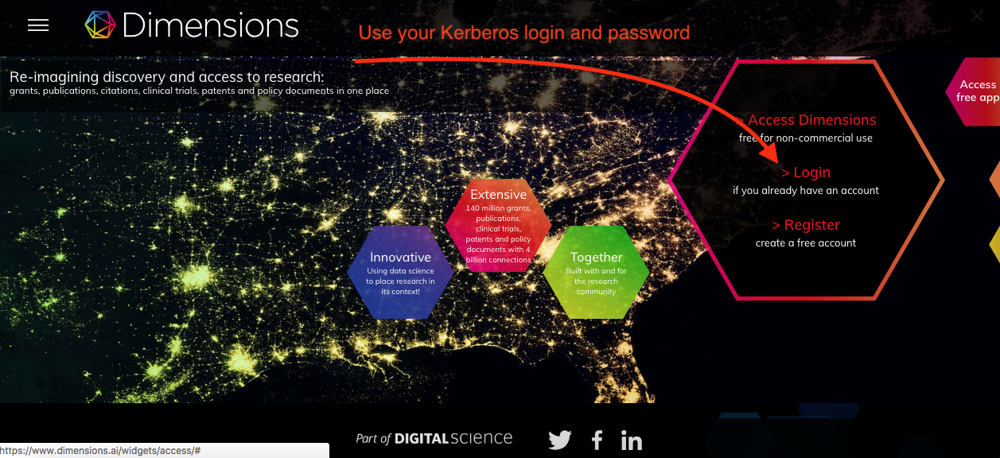 Dimensions
Use your Kerberos login and password
Re-imagining discovery and access to research:
grants, publications, citations, clinical trials, patents and policy documents in one place
Access
free app
> Access Dimensions
free for non-commercial use
> Login
if you already have an account
> Register
create a free account
Extensive
140 million grants,
publications,
clinical trials,
patents and policy
documents with 4
billion connections
Innovative
Using data science
to place research in
its context!
Together
Built with and for
the research
community
Part of DIGITALSCIENCE
https://www.dimensions.ai/widgets/access/#